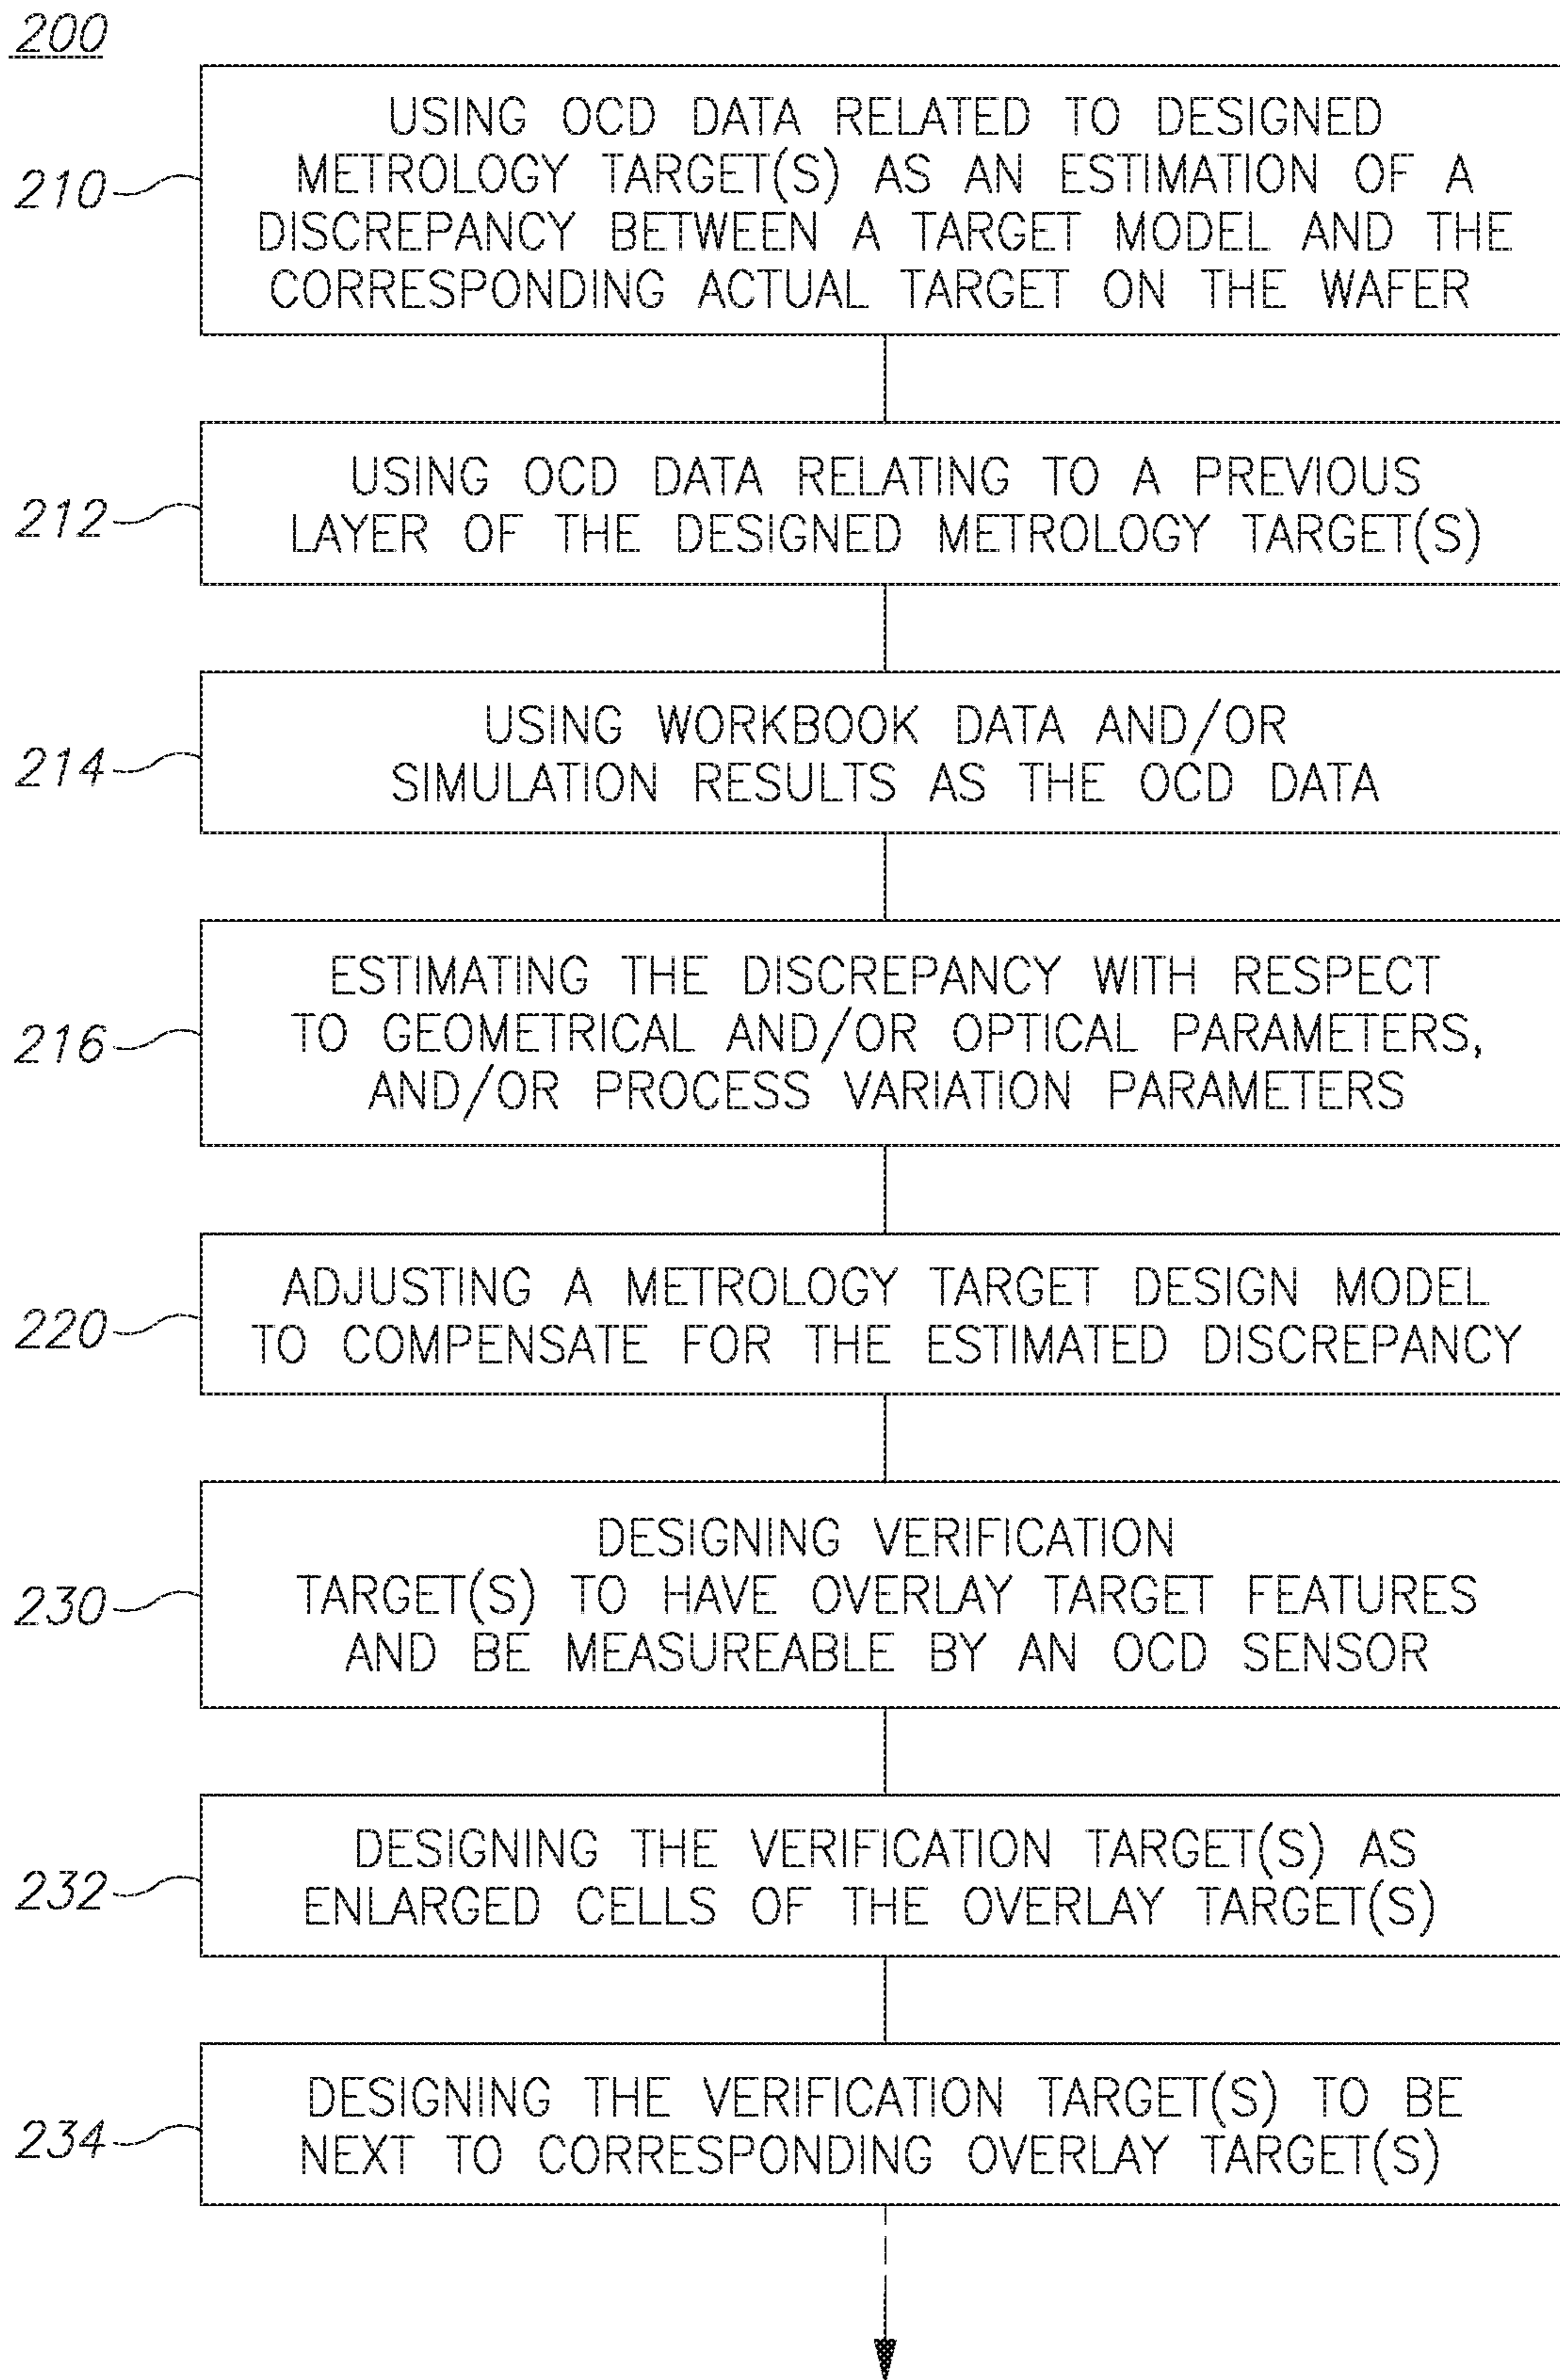 200
210
USING OCD DATA RELATED TO DESIGNED
METROLOGY TARGET(S) AS AN ESTIMATION OF A
DISCREPANCY BETWEEN A TARGET MODEL AND THE
CORRESPONDING ACTUAL TARGET ON THE WAFER
212
USING OCD DATA RELATING TO A PREVIOUS
LAYER OF THE DESIGNED METROLOGY TARGET(S)
214
USING WORKBOOK DATA AND/OR
SIMULATION RESULTS AS THE OCD DATA
216
ESTIMATING THE DISCREPANCY WITH RESPECT
TO GEOMETRICAL AND/OR OPTICAL PARAMETERS,
AND/OR PROCESS VARIATION PARAMETERS
220
ADJUSTING A METROLOGY TARGET DESIGN MODEL
TO COMPENSATE FOR THE ESTIMATED DISCREPANCY
230
DESIGNING VERIFICATION
TARGET(S) TO HAVE OVERLAY TARGET FEATURES
AND BE MEASUREABLE BY AN OCD SENSOR
232
DESIGNING THE VERIFICATION TARGET(S) AS
ENLARGED CELLS OF THE OVERLAY TARGET(S)
234
DESIGNING THE VERIFICATION TARGET(S) TO BE
NEXT TO CORRESPONDING OVERLAY TARGET(S)